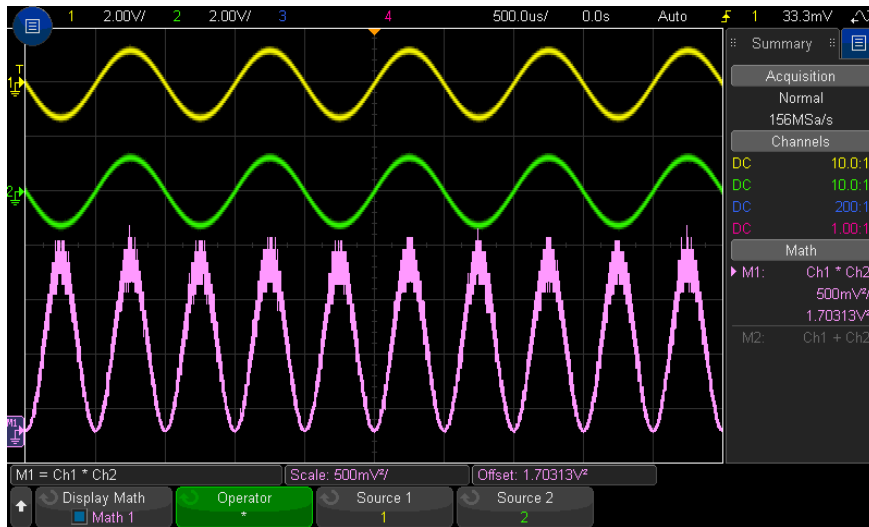 1 2.00V/ 2 2.00V/ 3 4 500.0us/ 0.0s Auto 1 33.3mV
Summary
Acquisition
Normal
156MSa/s
Channels
DC 10.0:1
DC 10.0:1
DC 200:1
DC 1.00:1
Math
M1: Ch1 * Ch2
500mV²/
1.70313V²
M2: Ch1 + Ch2
T
1
2
M1
M1 = Ch1 * Ch2 Scale: 500mV²/ Offset: 1.70313V²
Display Math Operator Source 1 Source 2
Math 1 * 1 2